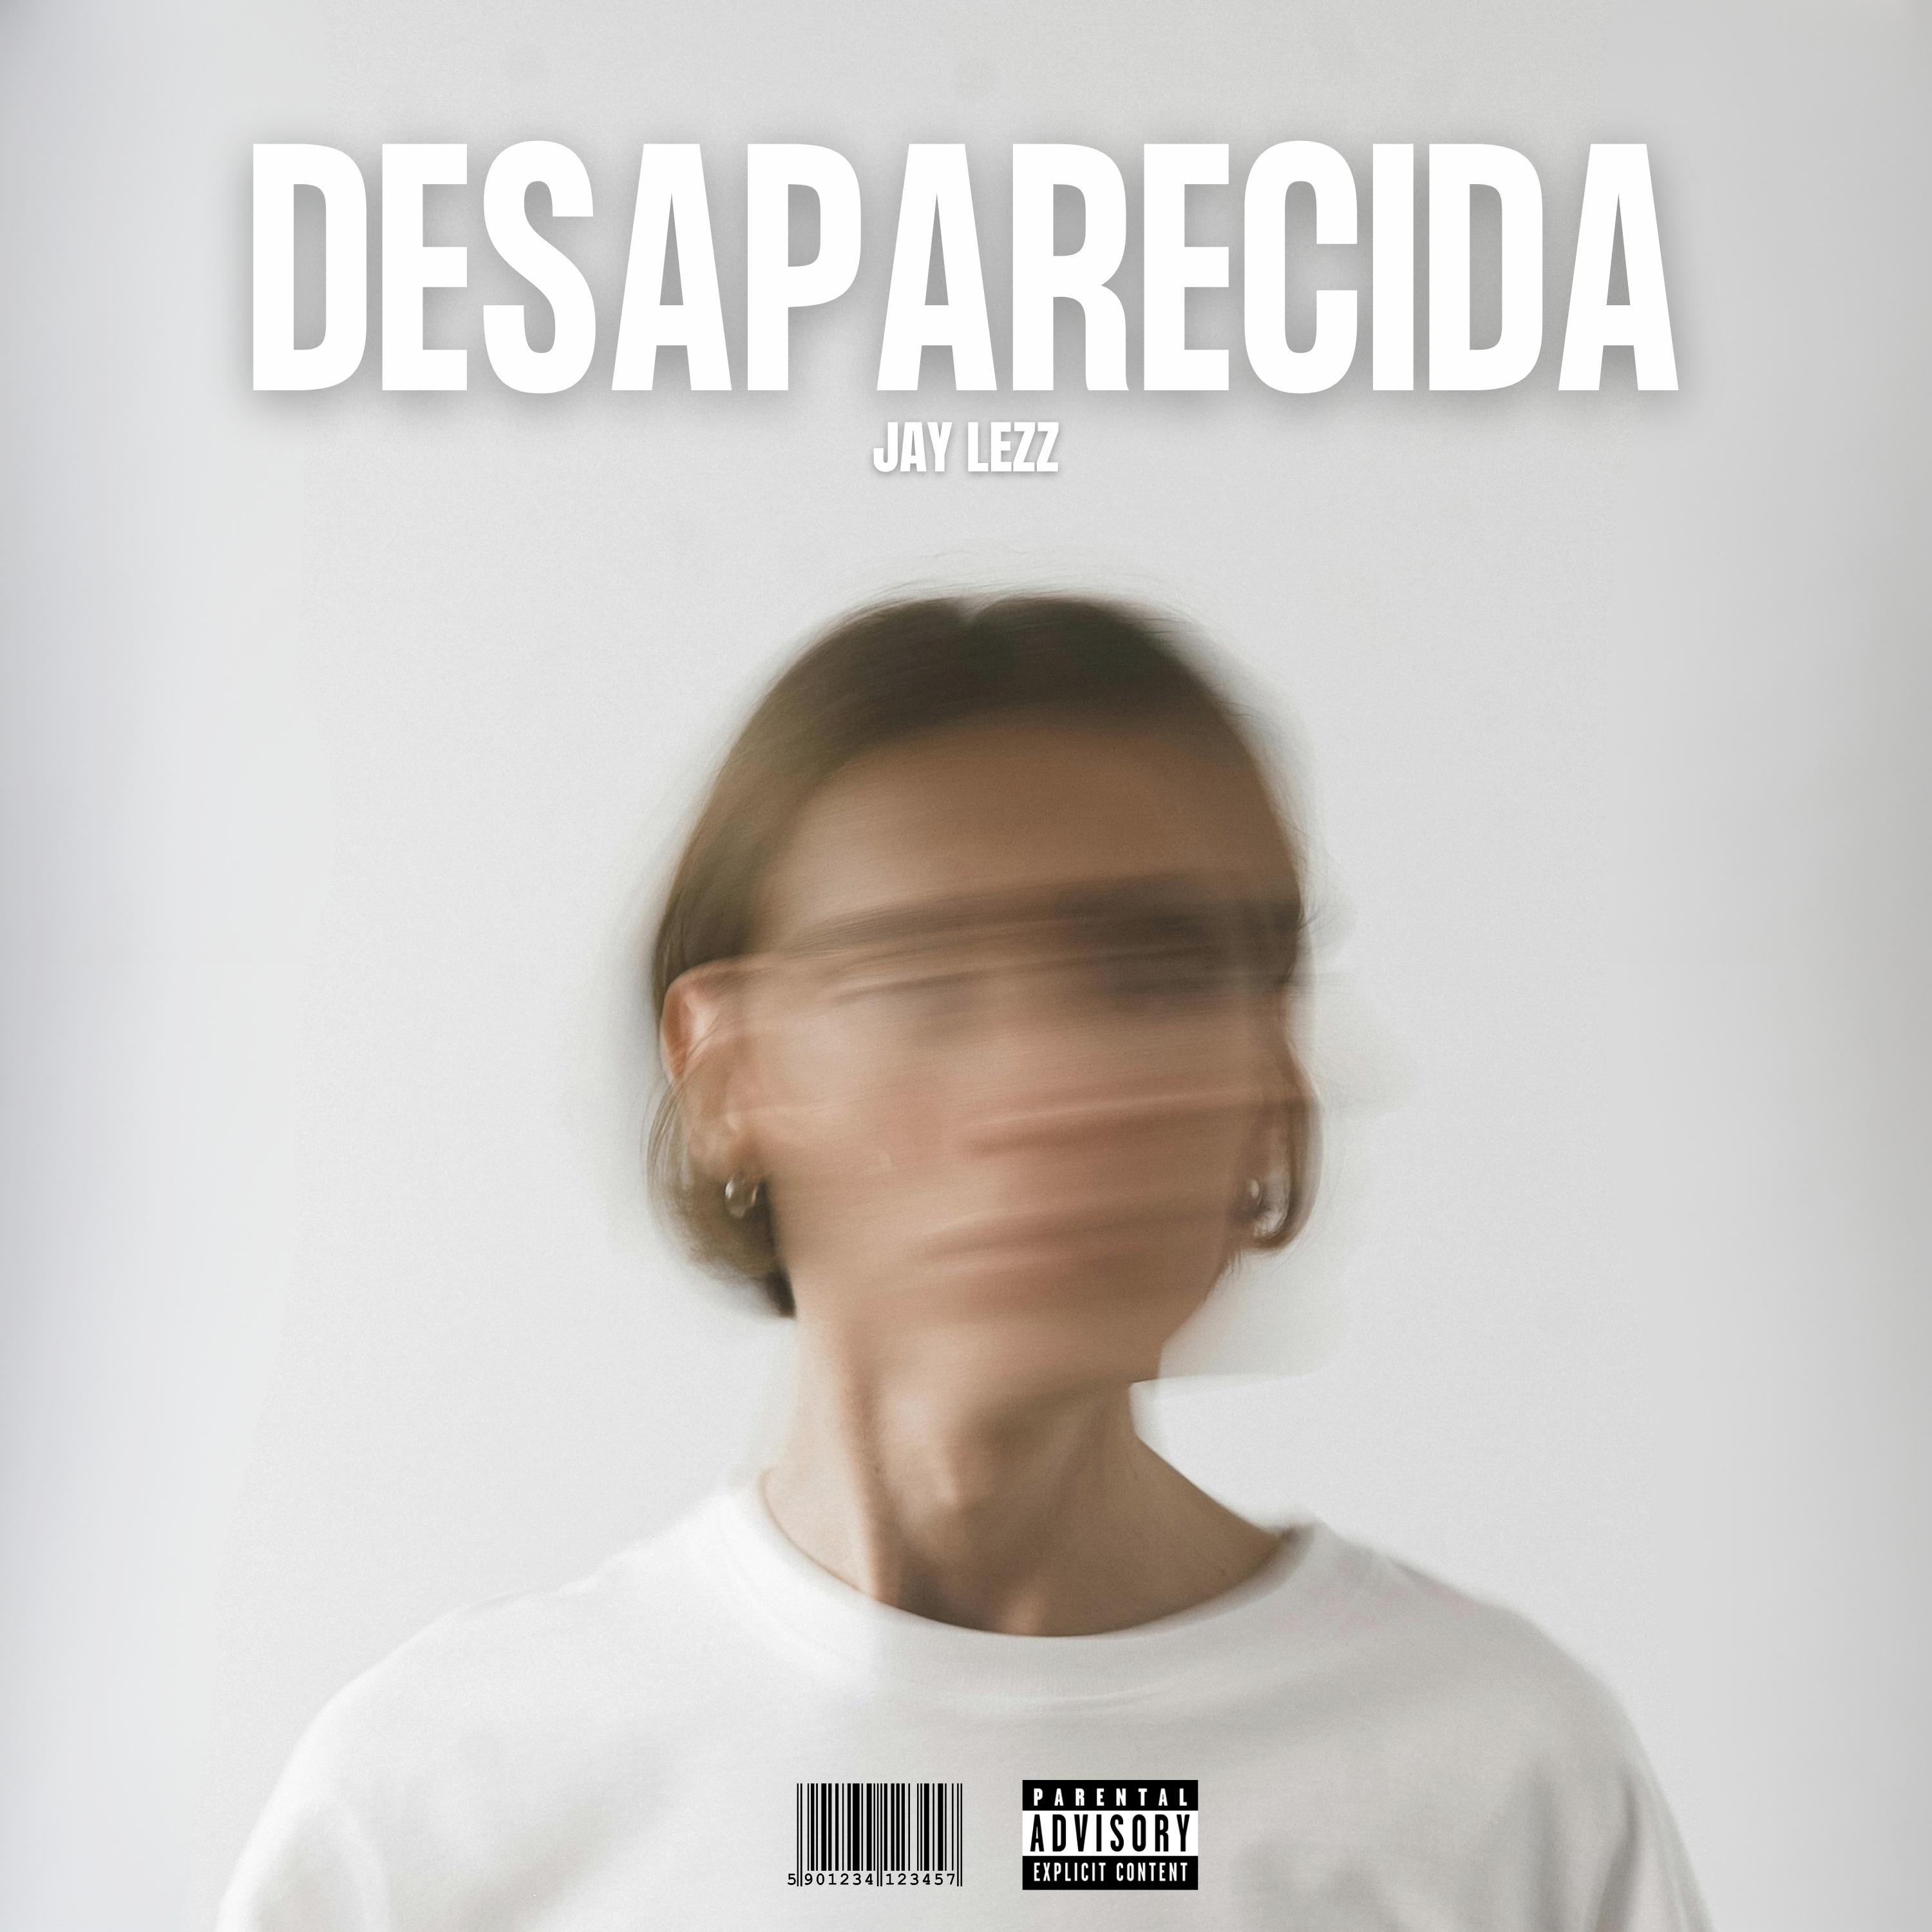 DESAPARECIDA
JAY LEZZ
5 901234 123457
PARENTAL
ADVISORY
EXPLICIT CONTENT